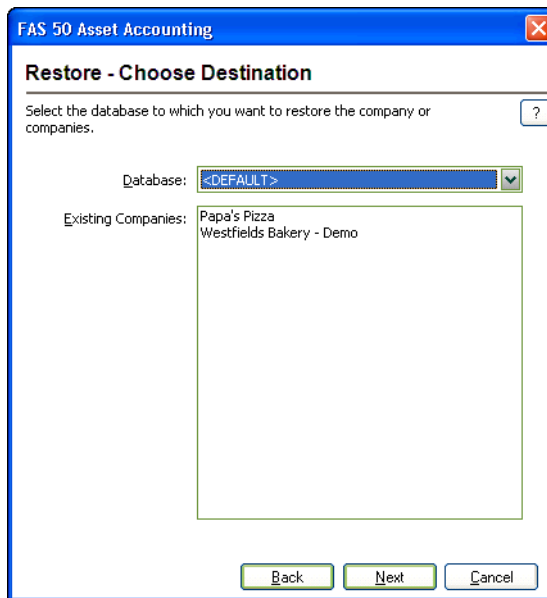 FAS 50 Asset Accounting
Restore - Choose Destination
Select the database to which you want to restore the company or
companies.
?
Database: <DEFAULT>
Existing Companies: Papa's Pizza
Westfields Bakery - Demo
Back Next Cancel